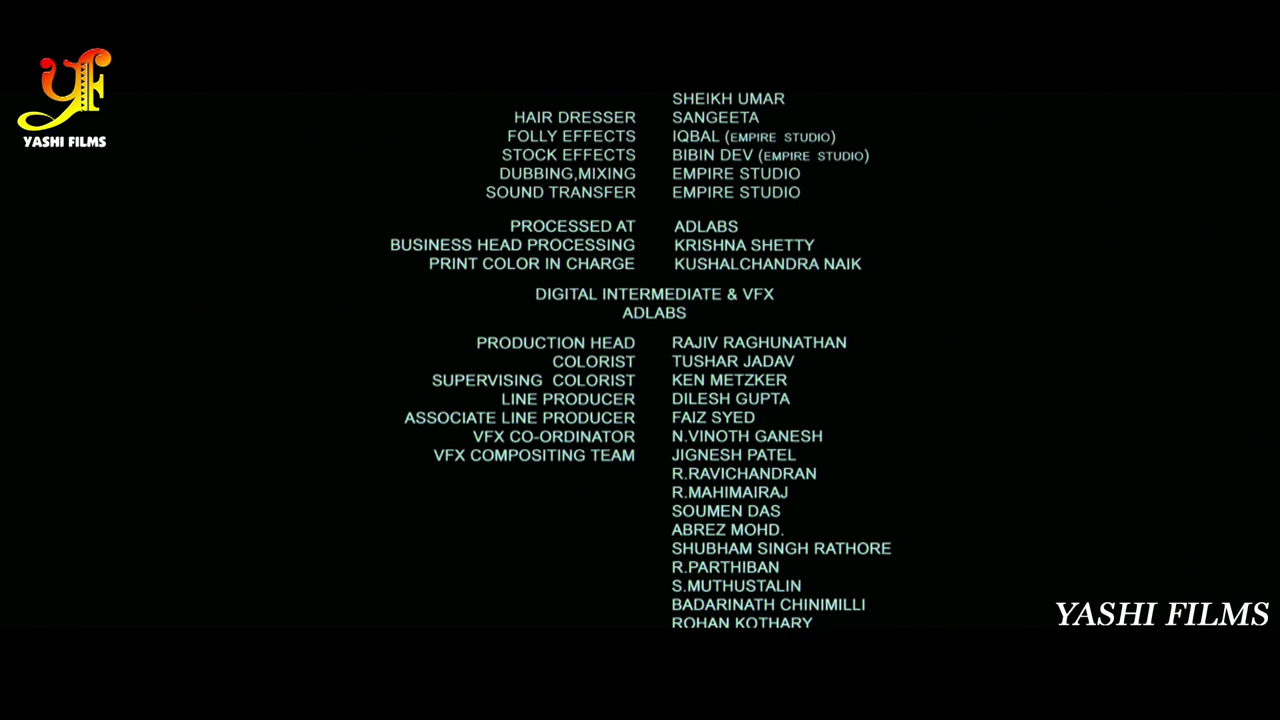 YF
YASHI FILMS
SHEIKH UMAR
HAIR DRESSER SANGEETA
FOLLY EFFECTS IQBAL (EMPIRE STUDIO)
STOCK EFFECTS BIBIN DEV (EMPIRE STUDIO)
DUBBING,MIXING EMPIRE STUDIO
SOUND TRANSFER EMPIRE STUDIO
PROCESSED AT ADLABS
BUSINESS HEAD PROCESSING KRISHNA SHETTY
PRINT COLOR IN CHARGE KUSHALCHANDRA NAIK
DIGITAL INTERMEDIATE & VFX
ADLABS
PRODUCTION HEAD RAJIV RAGHUNATHAN
COLORIST TUSHAR JADAV
SUPERVISING COLORIST KEN METZKER
LINE PRODUCER DILESH GUPTA
ASSOCIATE LINE PRODUCER FAIZ SYED
VFX CO-ORDINATOR N.VINOTH GANESH
VFX COMPOSITING TEAM JIGNESH PATEL
R.RAVICHANDRAN
R.MAHIMAIRAJ
SOUMEN DAS
ABREZ MOHD.
SHUBHAM SINGH RATHORE
R.PARTHIBAN
S.MUTHUSTALIN
BADARINATH CHINIMILLI
ROHAN KOTHARY
YASHI FILMS